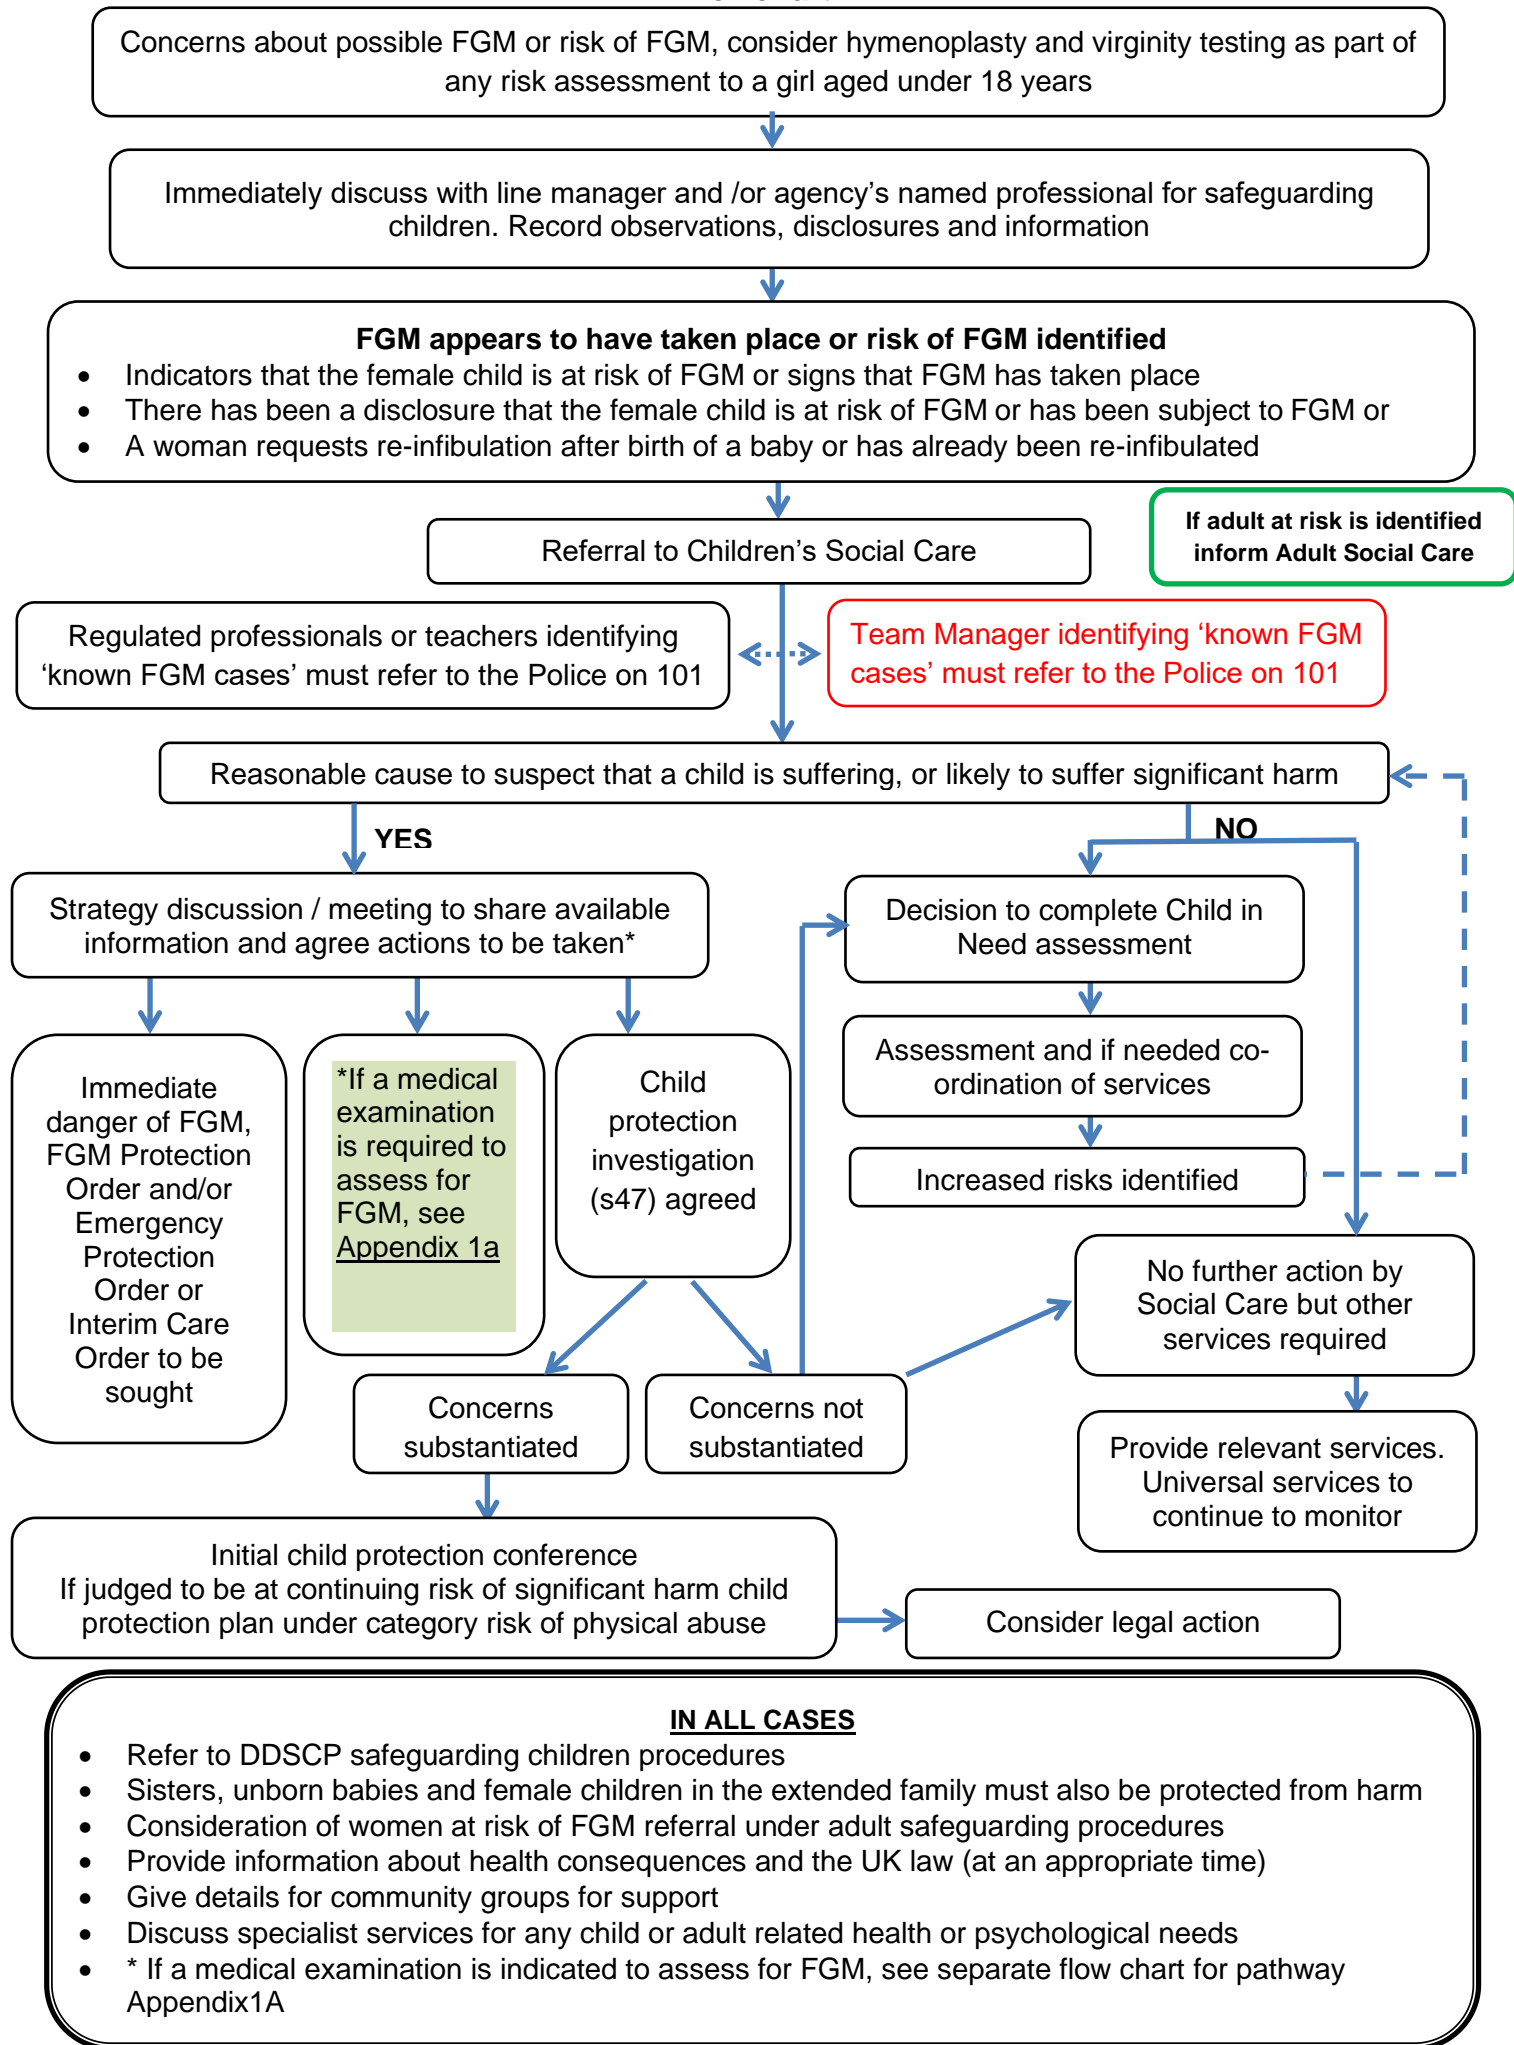 Concerns about possible FGM or risk of FGM, consider hymenoplasty and virginity testing as part of
any risk assessment to a girl aged under 18 years
Immediately discuss with line manager and /or agency's named professional for safeguarding
children. Record observations, disclosures and information
FGM appears to have taken place or risk of FGM identified
• Indicators that the female child is at risk of FGM or signs that FGM has taken place
• There has been a disclosure that the female child is at risk of FGM or has been subject to FGM or
• A woman requests re-infibulation after birth of a baby or has already been re-infibulated
If adult at risk is identified
inform Adult Social Care
Referral to Children's Social Care
Regulated professionals or teachers identifying
'known FGM cases' must refer to the Police on 101
Team Manager identifying 'known FGM
cases' must refer to the Police on 101
Reasonable cause to suspect that a child is suffering, or likely to suffer significant harm
YES
NO
Strategy discussion / meeting to share available
information and agree actions to be taken*
Decision to complete Child in
Need assessment
Immediate
danger of FGM,
FGM Protection
Order and/or
Emergency
Protection
Order or
Interim Care
Order to be
sought
*If a medical
examination
is required to
assess for
FGM, see
Appendix 1a
Child
protection
investigation
(s47) agreed
Assessment and if needed co-
ordination of services
Increased risks identified
No further action by
Social Care but other
services required
Concerns
substantiated
Concerns not
substantiated
Provide relevant services.
Universal services to
continue to monitor
Initial child protection conference
If judged to be at continuing risk of significant harm child
protection plan under category risk of physical abuse
Consider legal action
IN ALL CASES
• Refer to DDSCP safeguarding children procedures
• Sisters, unborn babies and female children in the extended family must also be protected from harm
• Consideration of women at risk of FGM referral under adult safeguarding procedures
• Provide information about health consequences and the UK law (at an appropriate time)
• Give details for community groups for support
• Discuss specialist services for any child or adult related health or psychological needs
• * If a medical examination is indicated to assess for FGM, see separate flow chart for pathway
Appendix1A